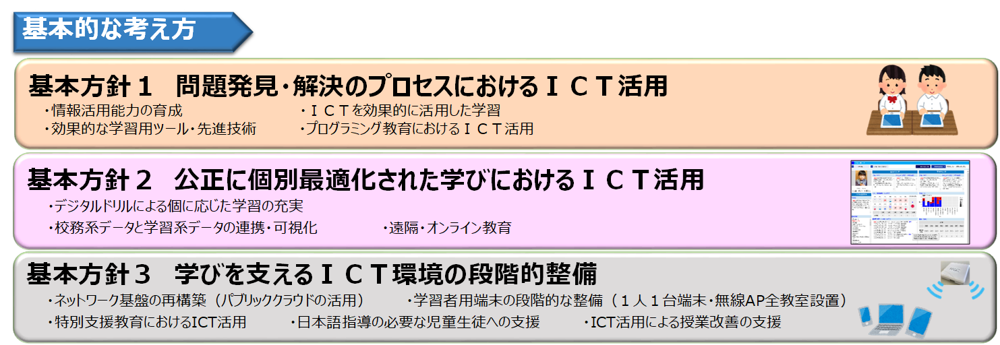 基本的な考え方
基本方針１　問題発見・解決のプロセスにおけるＩＣＴ活用
・情報活用能力の育成　・ＩＣＴを効果的に活用した学習
・効果的な学習用ツール・先進技術　・プログラミング教育におけるＩＣＴ活用
基本方針２　公正に個別最適化された学びにおけるＩＣＴ活用
・デジタルドリルによる個に応じた学習の充実
・校務系データと学習系データの連携・可視化　・遠隔・オンライン教育
基本方針３　学びを支えるＩＣＴ環境の段階的整備
・ネットワーク基盤の再構築（パブリッククラウドの活用）　・学習者用端末の段階的な整備（１人１台端末・無線AP全教室設置）
・特別支援教育におけるICT活用　・日本語指導の必要な児童生徒への支援　・ICT活用による授業改善の支援